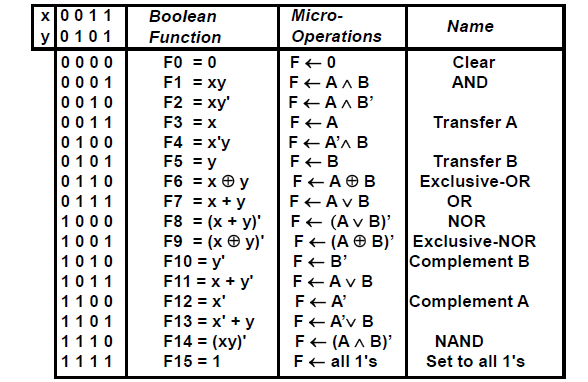 x 0 0 1 1 Boolean Micro- Name
y 0 1 0 1 Function Operations
0 0 0 0 F0 = 0 F ← 0 Clear
0 0 0 1 F1 = xy F ← A ∧ B AND
0 0 1 0 F2 = xy' F ← A ∧ B’
0 0 1 1 F3 = x F ← A Transfer A
0 1 0 0 F4 = x'y F ← A’∧ B
0 1 0 1 F5 = y F ← B Transfer B
0 1 1 0 F6 = x ⊕ y F ← A ⊕ B Exclusive-OR
0 1 1 1 F7 = x + y F ← A ∨ B OR
1 0 0 0 F8 = (x + y)' F ← (A ∨ B)’ NOR
1 0 0 1 F9 = (x ⊕ y)' F ← (A ⊕ B)’ Exclusive-NOR
1 0 1 0 F10 = y' F ← B’ Complement B
1 0 1 1 F11 = x + y' F ← A ∨ B
1 1 0 0 F12 = x' F ← A’ Complement A
1 1 0 1 F13 = x' + y F ← A’∨ B
1 1 1 0 F14 = (xy)' F ← (A ∧ B)’ NAND
1 1 1 1 F15 = 1 F ← all 1's Set to all 1's